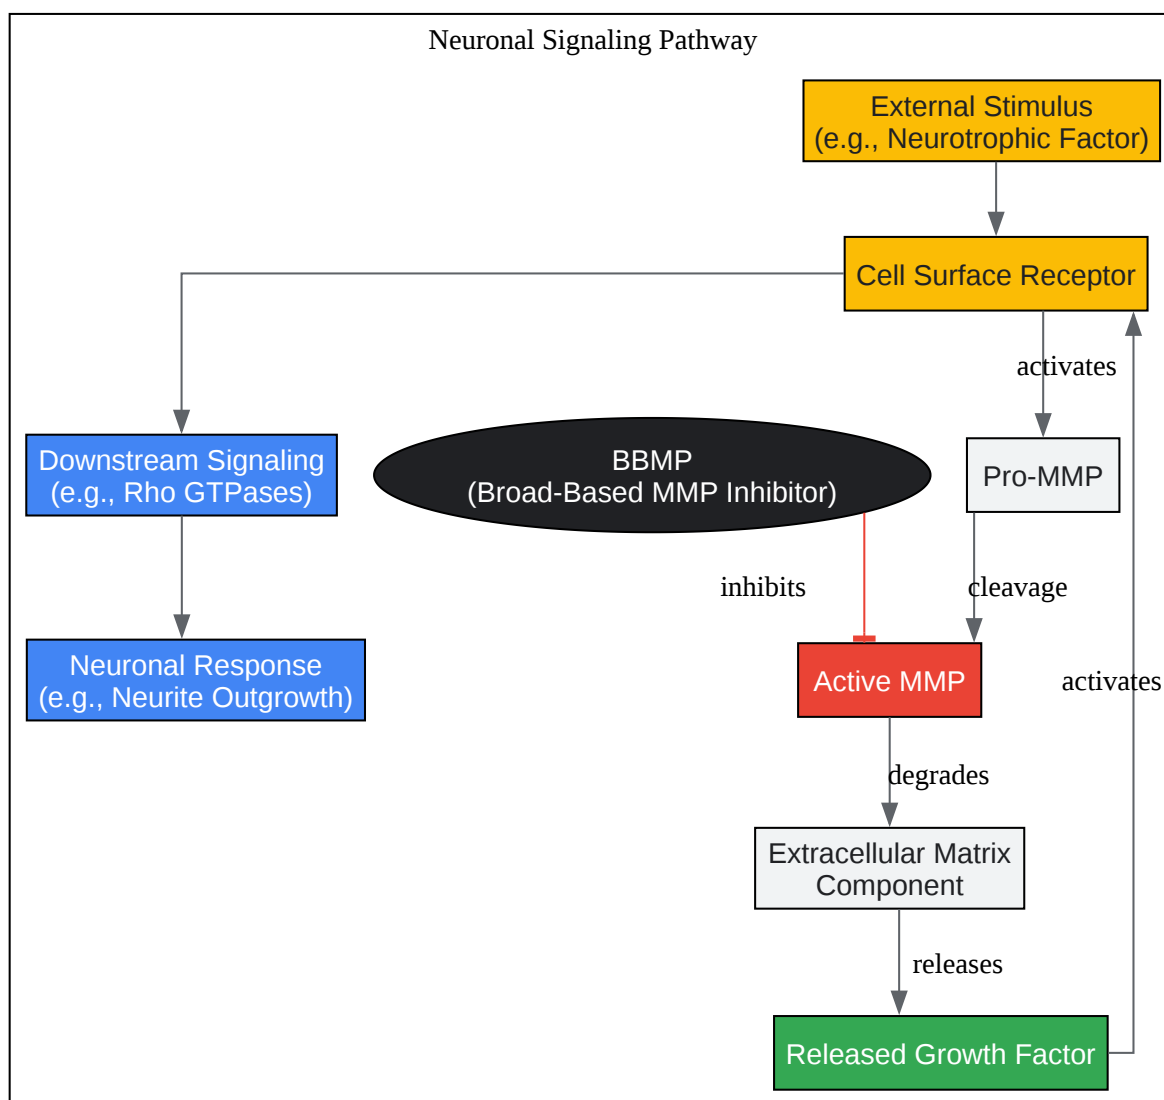 Neuronal Signaling Pathway
External Stimulus
(e.g., Neurotrophic Factor)
Cell Surface Receptor
activates
Downstream Signaling
(e.g., Rho GTPases)
BBMP
(Broad-Based MMP Inhibitor)
Pro-MMP
inhibits
cleavage
Neuronal Response
(e.g., Neurite Outgrowth)
Active MMP
activates
degrades
Extracellular Matrix
Component
releases
Released Growth Factor